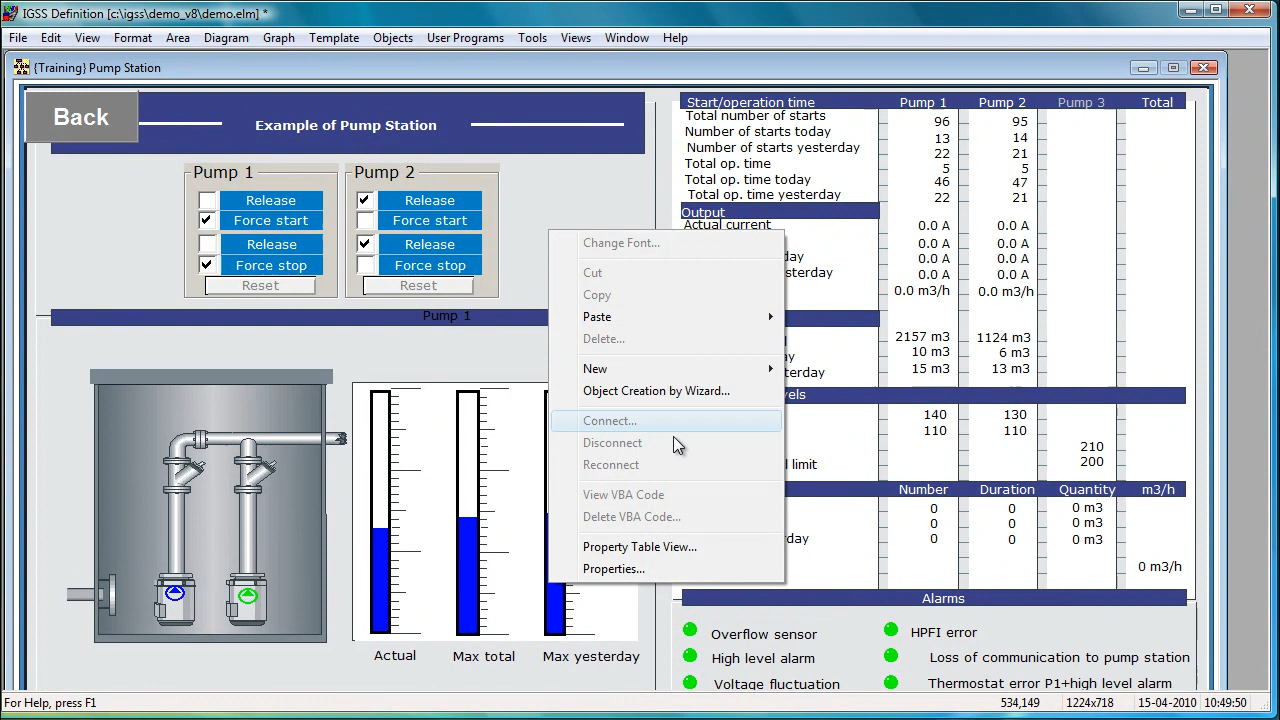 IGSS Definition [c:\igss\demo_v8\demo.elm] *
File Edit View Format Area Diagram Graph Template Objects User Programs Tools Views Window Help
{Training} Pump Station
Back
Example of Pump Station
Pump 1
Release
Force start
Release
Force stop
Reset
Pump 2
Release
Force start
Release
Force stop
Reset
Pump 1
Actual
Max total
Max yesterday
Change Font...
Cut
Copy
Paste
Delete...
New
Object Creation by Wizard...
Connect...
Disconnect
Reconnect
View VBA Code
Delete VBA Code...
Property Table View...
Properties...
Start/operation time Pump 1 Pump 2 Pump 3 Total
Total number of starts 96 95
Number of starts today 13 14
Number of starts yesterday 22 21
Total op. time 5 5
Total op. time today 46 47
Total op. time yesterday 22 21
Output
Actual current 0.0 A 0.0 A
0.0 A 0.0 A
day 0.0 A 0.0 A
sterday 0.0 A 0.0 A
0.0 m3/h 0.0 m3/h
2157 m3 1124 m3
ay 10 m3 6 m3
terday 15 m3 13 m3
evels
140 130
110 110
210
l limit 200
Number Duration Quantity m3/h
0 0 0 m3
0 0 0 m3
day 0 0 0 m3
0 m3/h
Alarms
Overflow sensor HPFI error
High level alarm Loss of communication to pump station
Voltage fluctuation Thermostat error P1+high level alarm
For Help, press F1 534,149 1224x718 15-04-2010 10:49:50